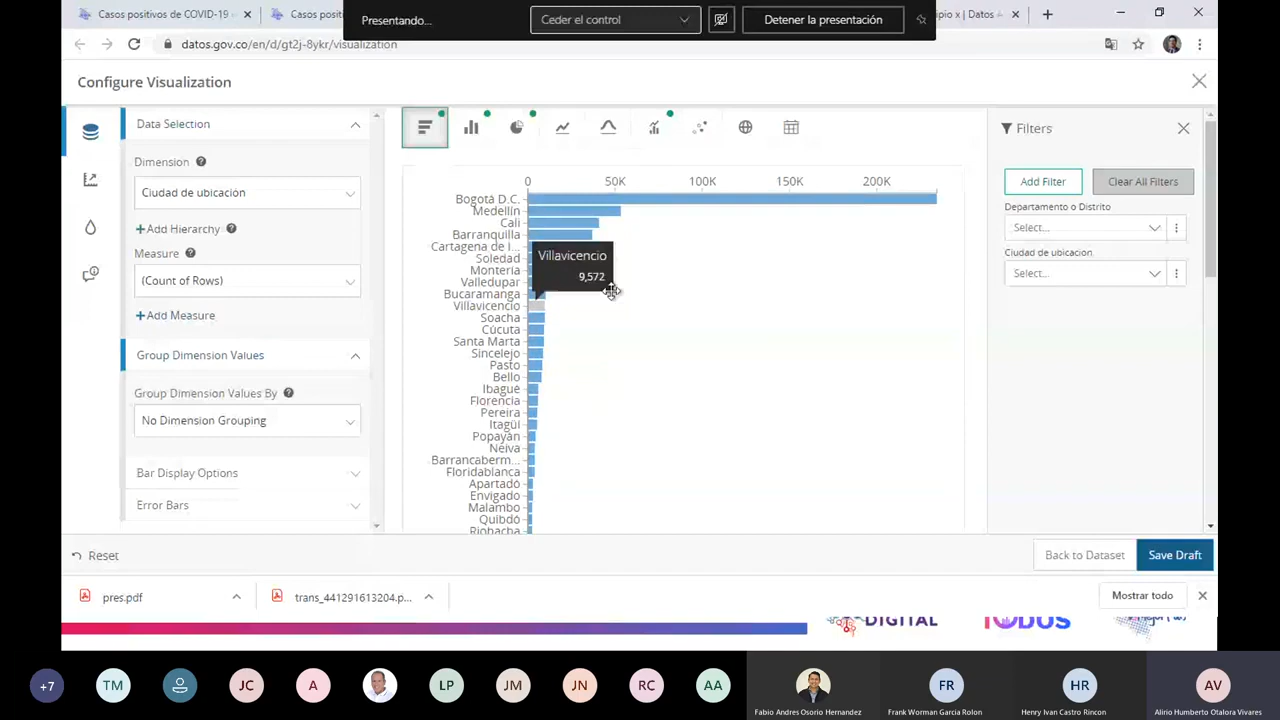 Casos positivos de COVID-19
Casos posi
Presentando...
Ceder el control
Detener la presentación
ipio x | Datos
datos.gov.co/en/d/gt2j-8ykr/visualization
Configure Visualization
Data Selection
Dimension
Ciudad de ubicación
Add Hierarchy
Measure
(Count of Rows)
Add Measure
Group Dimension Values
Group Dimension Values By
No Dimension Grouping
Bar Display Options
Error Bars
0 50K 100K 150K 200K
Bogotá D.C.
Medellín
Cali
Barranquilla
Cartagena de i...
Soledad
Montería
Valledupar
Bucaramanga
Villavicencio
Soacha
Cúcuta
Santa Marta
Sincelejo
Pasto
Bello
Ibagué
Florencia
Pereira
Itagüí
Popayán
Neiva
Barrancaberm...
Floridablanca
Apartadó
Envigado
Malambo
Quibdó
Riohacha
Villavicencio
9,572
Filters
Add Filter
Clear All Filters
Departamento o Distrito
Select...
Ciudad de ubicación
Select...
Reset
Back to Dataset
Save Draft
pres.pdf
trans_441291613204.p...
Mostrar todo
DIGITAL
TODOS
+7
TM
JC
A
LP
JM
JN
RC
AA
FR
HR
AV
Fabio Andres Osorio Hernandez
Frank Worman Garcia Rolon
Henry Ivan Castro Rincon
Alirio Humberto Otalora Vivares